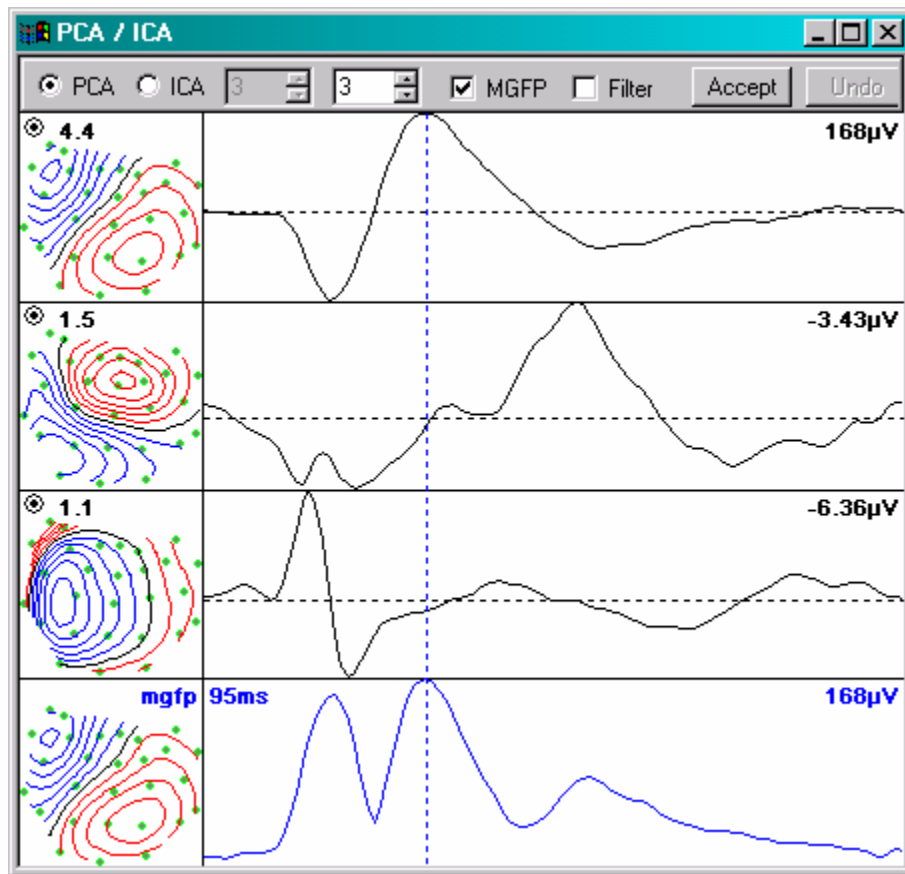 PCA / ICA
PCA ICA 3 3 MGFP Filter Accept Undo
4.4 168µV
1.5 -3.43µV
1.1 -6.36µV
mgfp 95ms 168µV